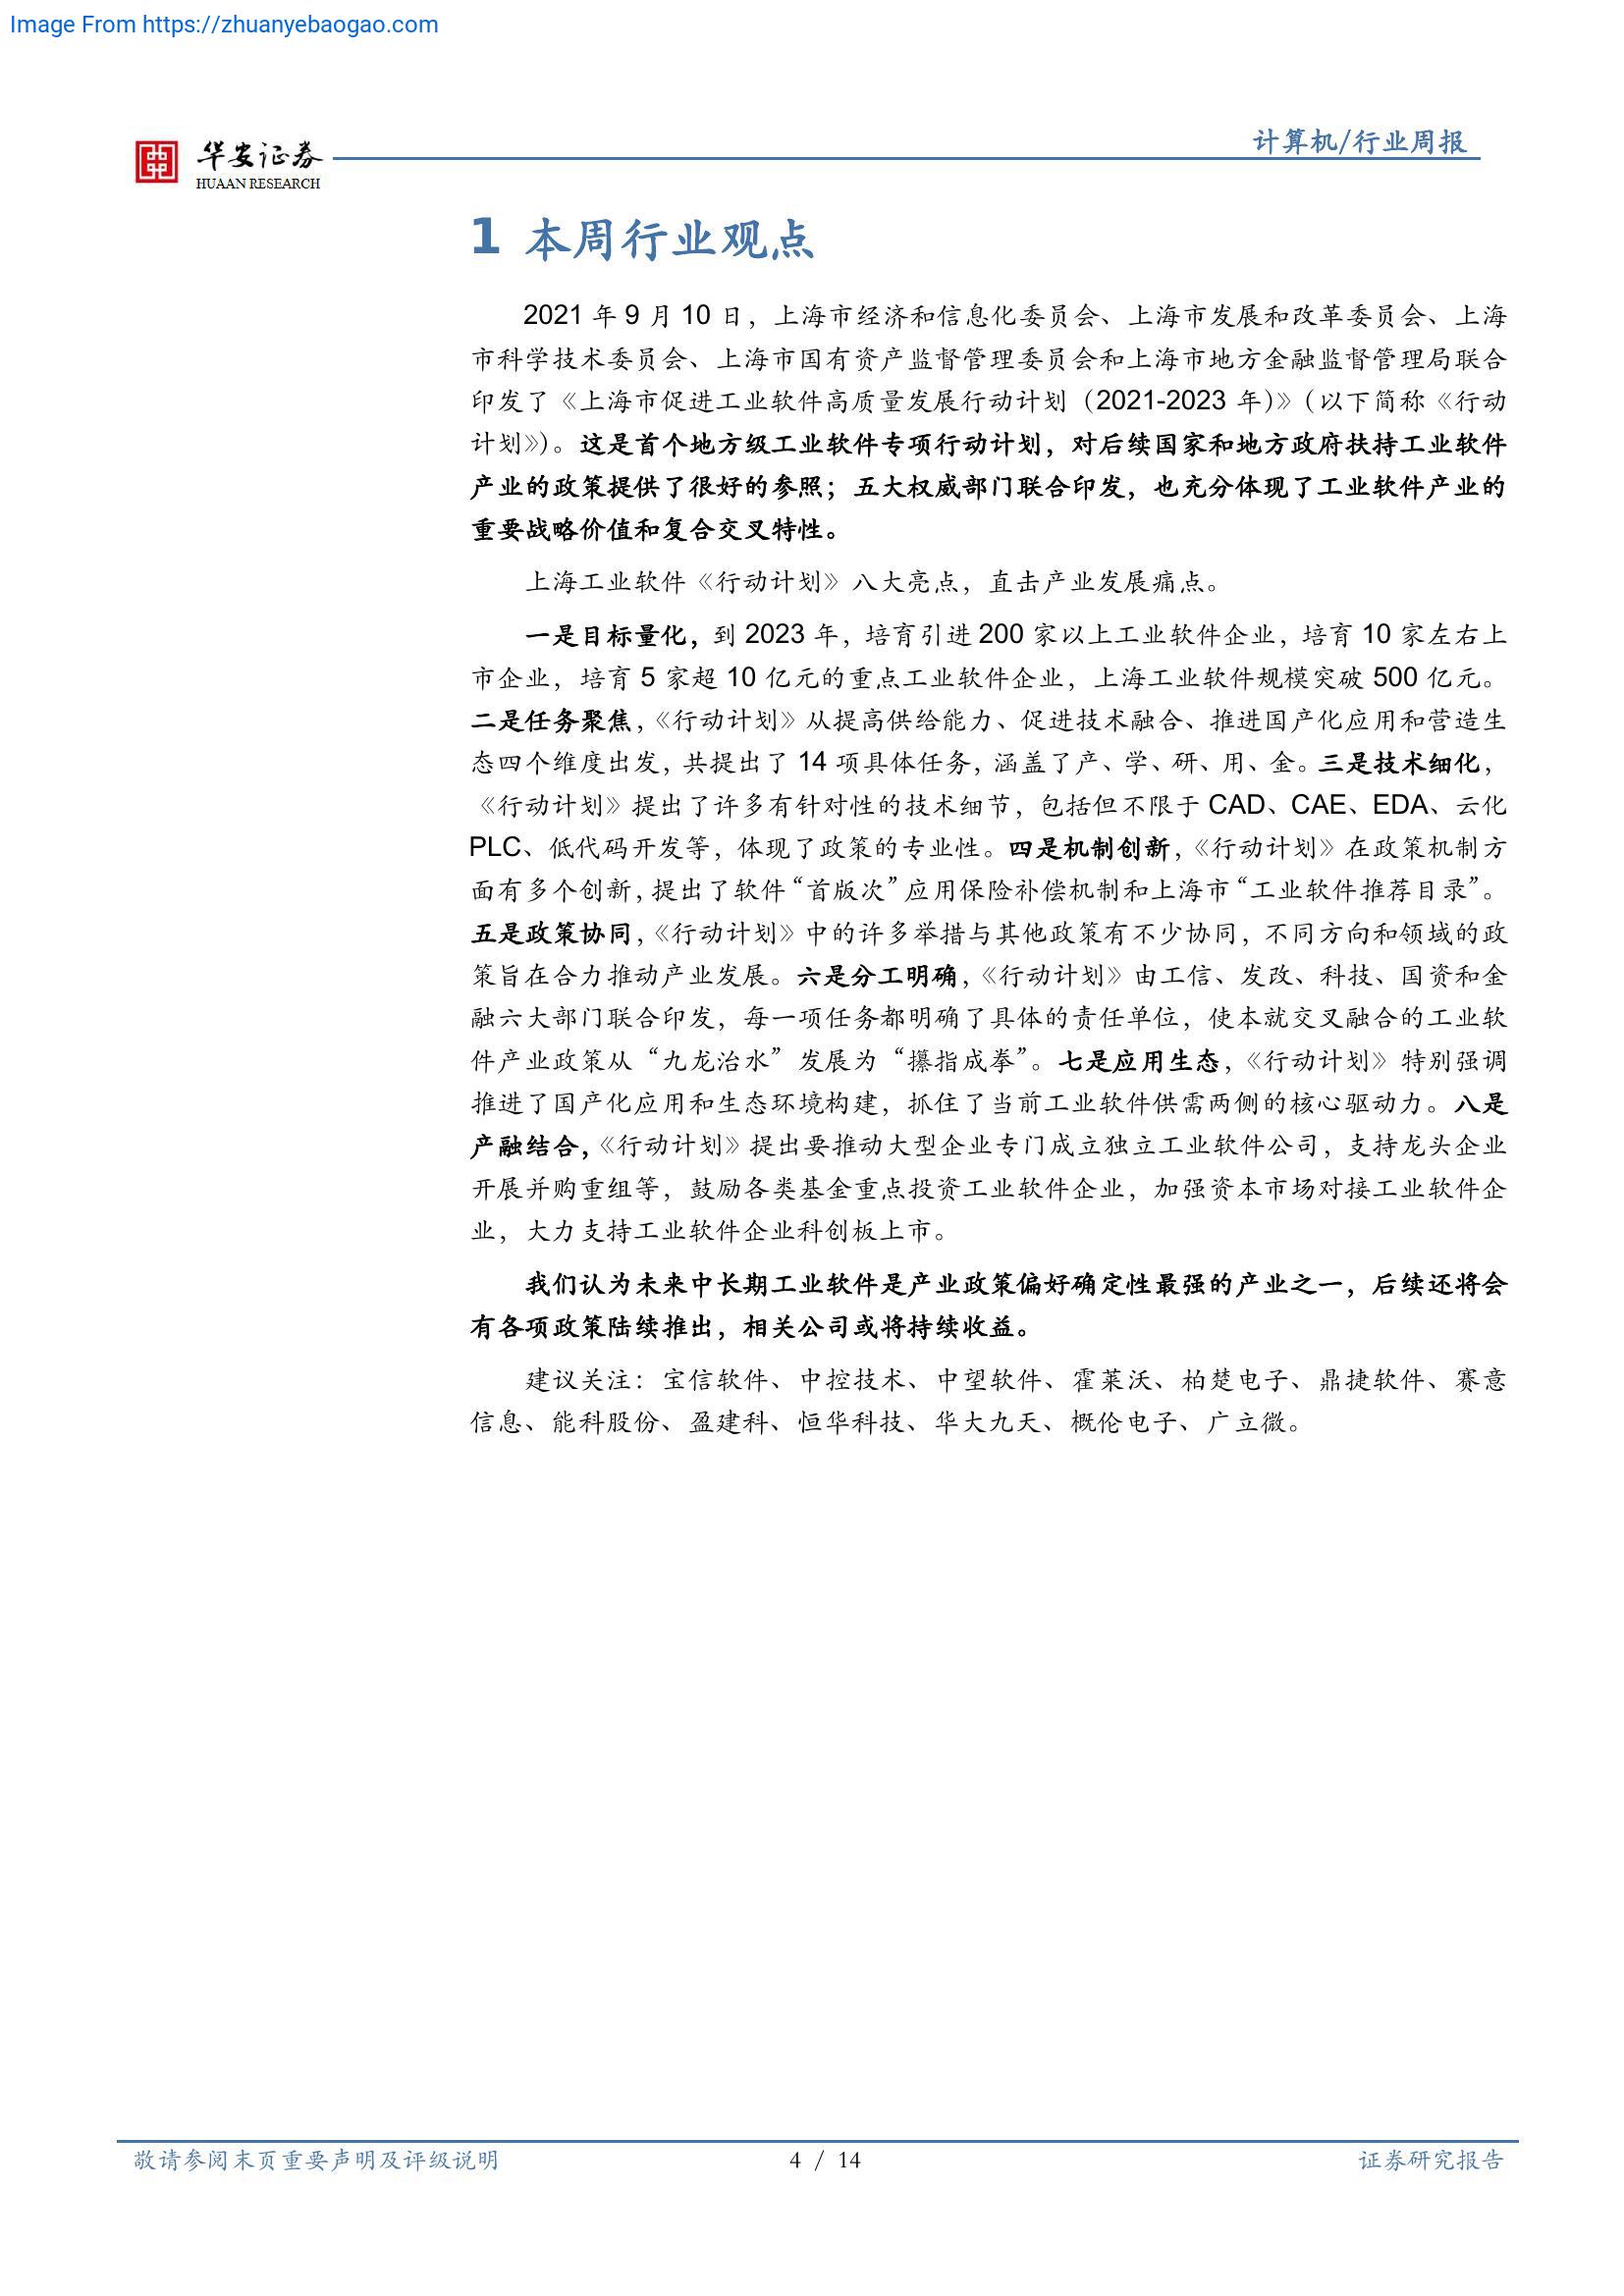 Image From https://zhuanyebaogao.com
华安证券
HUAAN RESEARCH
计算机/行业周报
1 本周行业观点
2021 年 9 月 10 日，上海市经济和信息化委员会、上海市发展和改革委员会、上海
市科学技术委员会、上海市国有资产监督管理委员会和上海市地方金融监督管理局联合
印发了《上海市促进工业软件高质量发展行动计划（2021-2023 年）》（以下简称《行动
计划》）。这是首个地方级工业软件专项行动计划，对后续国家和地方政府扶持工业软件
产业的政策提供了很好的参照；五大权威部门联合印发，也充分体现了工业软件产业的
重要战略价值和复合交叉特性。
上海工业软件《行动计划》八大亮点，直击产业发展痛点。
一是目标量化，到 2023 年，培育引进 200 家以上工业软件企业，培育 10 家左右上
市企业，培育 5 家超 10 亿元的重点工业软件企业，上海工业软件规模突破 500 亿元。
二是任务聚焦，《行动计划》从提高供给能力、促进技术融合、推进国产化应用和营造生
态四个维度出发，共提出了 14 项具体任务，涵盖了产、学、研、用、金。三是技术细化，
《行动计划》提出了许多有针对性的技术细节，包括但不限于 CAD、CAE、EDA、云化
PLC、低代码开发等，体现了政策的专业性。四是机制创新，《行动计划》在政策机制方
面有多个创新，提出了软件“首版次”应用保险补偿机制和上海市“工业软件推荐目录”。
五是政策协同，《行动计划》中的许多举措与其他政策有不少协同，不同方向和领域的政
策旨在合力推动产业发展。六是分工明确，《行动计划》由工信、发改、科技、国资和金
融六大部门联合印发，每一项任务都明确了具体的责任单位，使本就交叉融合的工业软
件产业政策从“九龙治水”发展为“攥指成拳”。七是应用生态，《行动计划》特别强调
推进了国产化应用和生态环境构建，抓住了当前工业软件供需两侧的核心驱动力。八是
产融结合，《行动计划》提出要推动大型企业专门成立独立工业软件公司，支持龙头企业
开展并购重组等，鼓励各类基金重点投资工业软件企业，加强资本市场对接工业软件企
业，大力支持工业软件企业科创板上市。
我们认为未来中长期工业软件是产业政策偏好确定性最强的产业之一，后续还将会
有各项政策陆续推出，相关公司或将持续收益。
建议关注：宝信软件、中控技术、中望软件、霍莱沃、柏楚电子、鼎捷软件、赛意
信息、能科股份、盈建科、恒华科技、华大九天、概伦电子、广立微。
敬请参阅末页重要声明及评级说明
4 / 14
证券研究报告